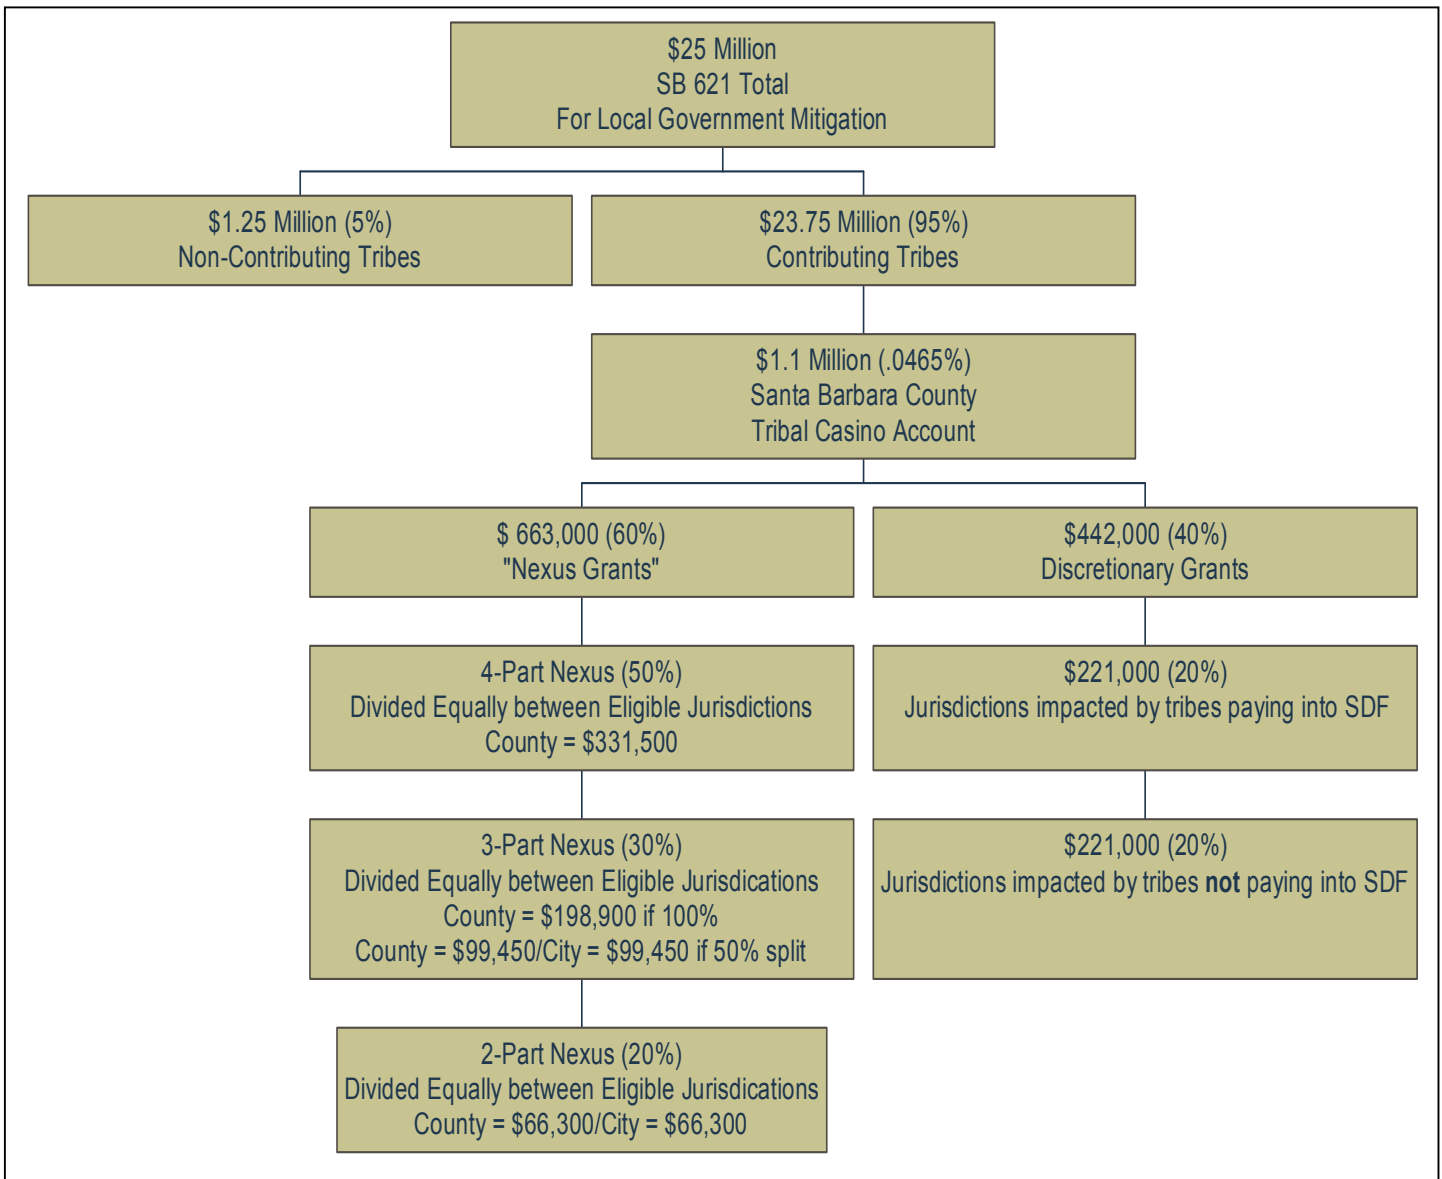 $25 Million
SB 621 Total
For Local Government Mitigation
$1.25 Million (5%)
Non-Contributing Tribes
$23.75 Million (95%)
Contributing Tribes
$1.1 Million (.0465%)
Santa Barbara County
Tribal Casino Account
$ 663,000 (60%)
"Nexus Grants"
$442,000 (40%)
Discretionary Grants
4-Part Nexus (50%)
Divided Equally between Eligible Jurisdictions
County = $331,500
$221,000 (20%)
Jurisdictions impacted by tribes paying into SDF
3-Part Nexus (30%)
Divided Equally between Eligible Jurisdications
County = $198,900 if 100%
County = $99,450/City = $99,450 if 50% split
$221,000 (20%)
Jurisdictions impacted by tribes not paying into SDF
2-Part Nexus (20%)
Divided Equally between Eligible Jurisdications
County = $66,300/City = $66,300